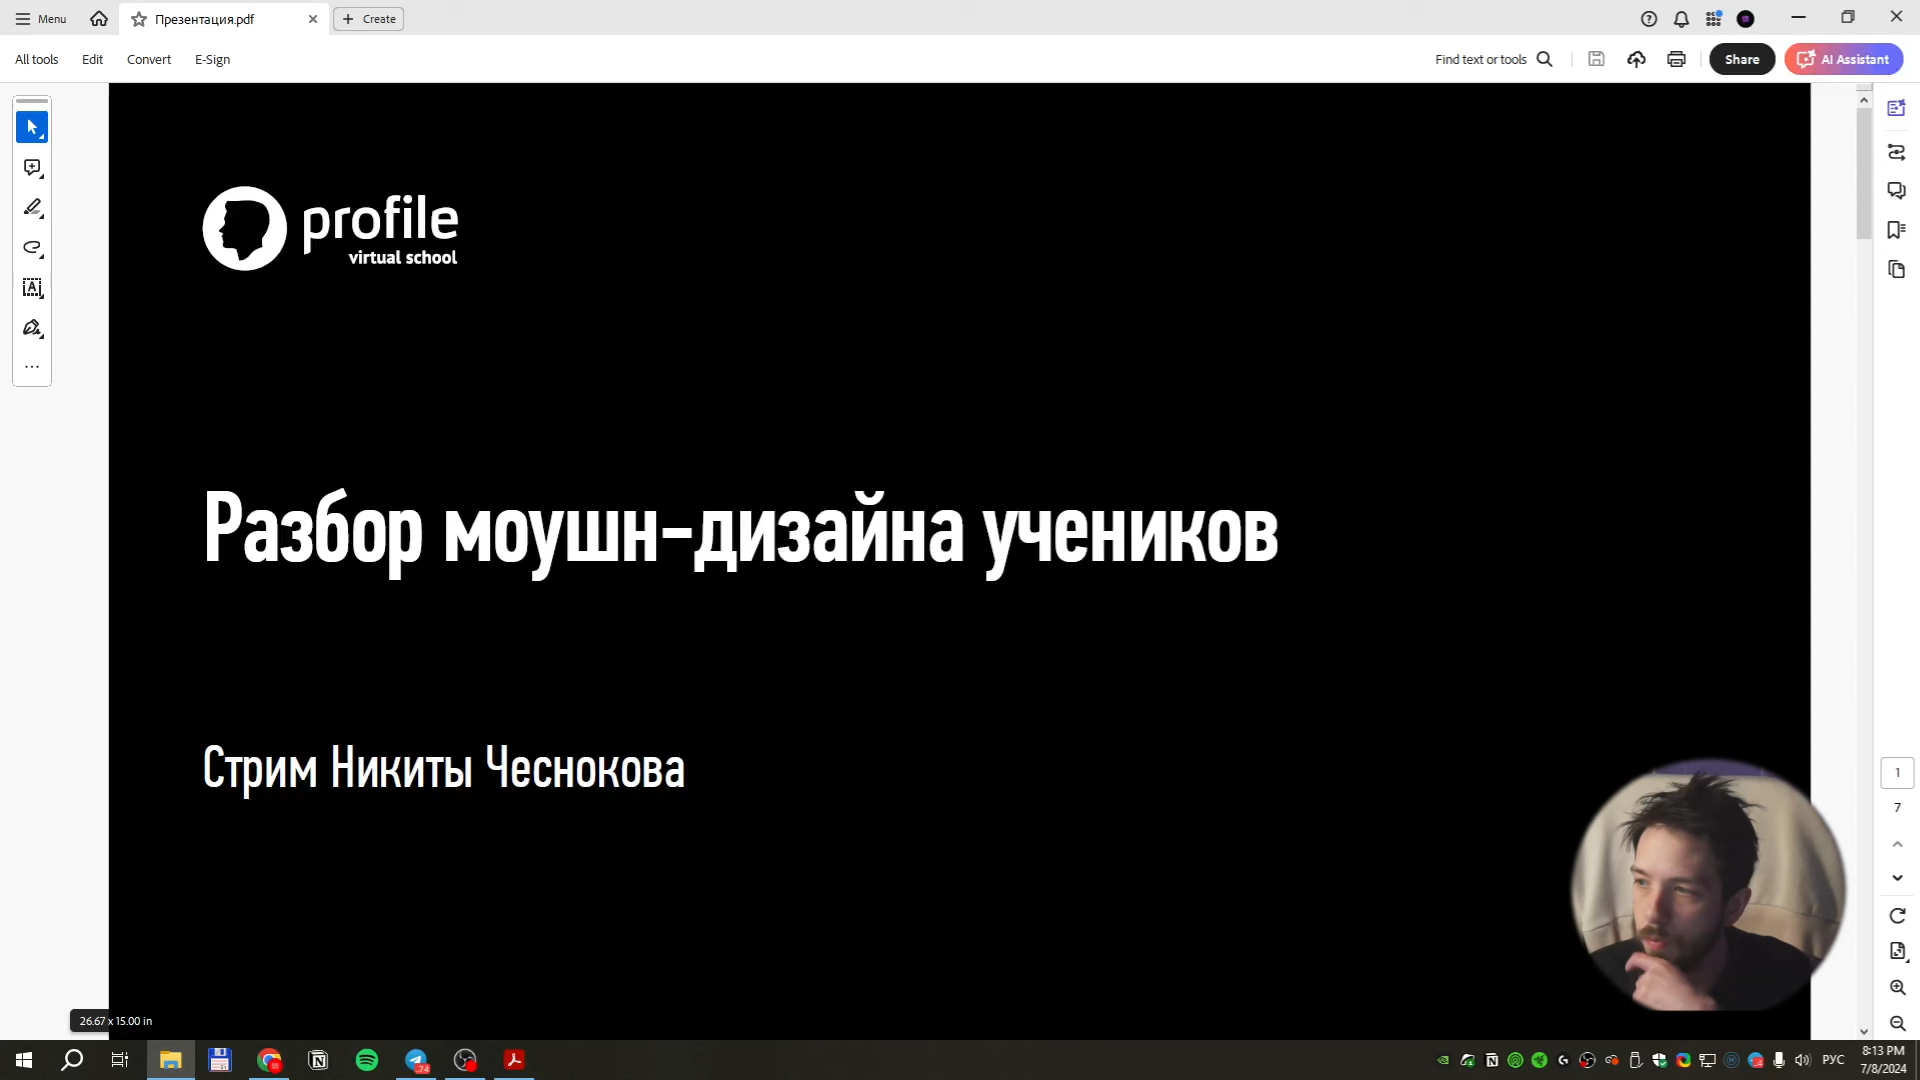 Menu
Презентация.pdf
Create
All tools
Edit
Convert
E-Sign
Find text or tools
Share
AI Assistant
profile
virtual school
Разбор моушн-дизайна учеников
Стрим Никиты Чеснокова
1
7
26.67 x 15.00 in
74
РУС
8:13 PM
7/8/2024